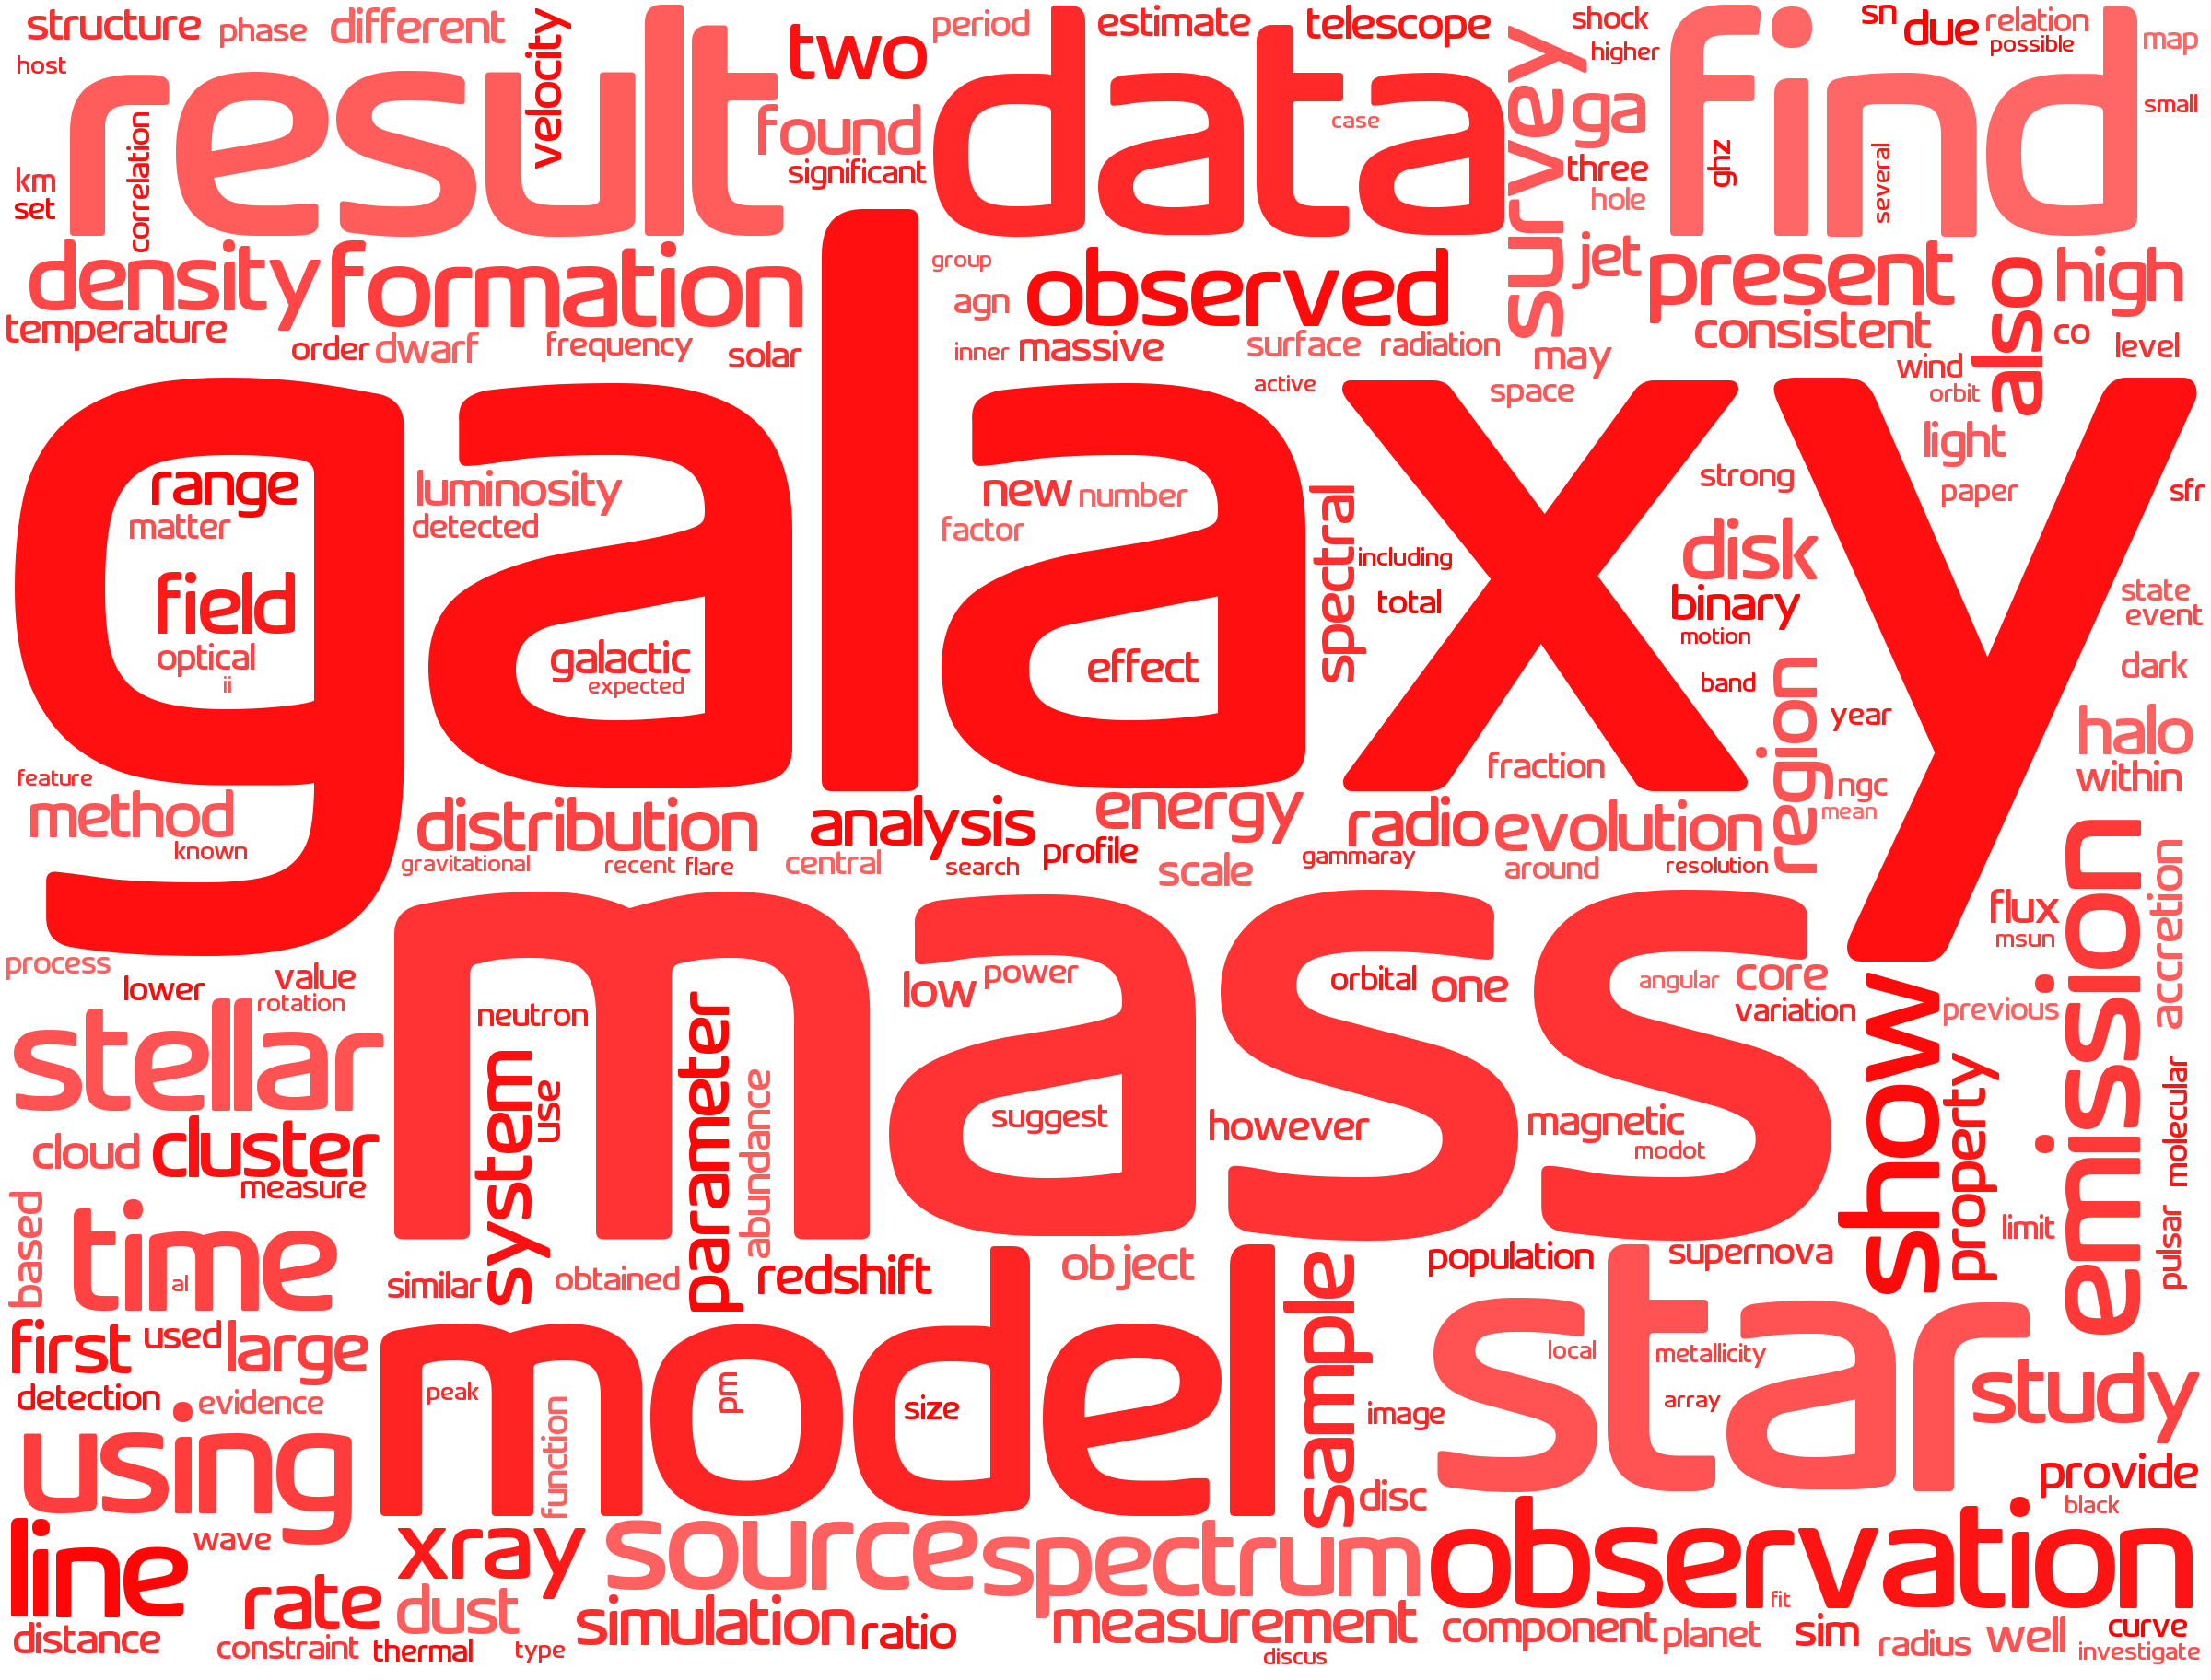 structure
phase
different
velocity
two
period
estimate
telescope
shock
sn
due
relation
possible
map
host
result
data
survey
higher
find
found
case
ga
small
correlation
significant
three
ghz
several
km
set
hole
density
formation
group
observed
jet
present
also
high
agn
temperature
order
dwarf
frequency
solar
inner
massive
surface
radiation
may
consistent
co
level
wind
active
space
orbit
galaxy
light
range
luminosity
new
number
spectral
strong
paper
sfr
matter
detected
factor
disk
including
field
total
binary
state
event
optical
galactic
effect
motion
dark
ii
expected
band
region
year
halo
feature
fraction
within
method
distribution
analysis
energy
radio
evolution
ngc
mean
known
gravitational
recent
flare
central
search
profile
scale
gammaray
around
resolution
emission
accretion
mass
flux
msun
process
value
low
power
orbital
one
angular
core
lower
rotation
neutron
variation
show
previous
stellar
system
use
parameter
abundance
suggest
however
magnetic
modot
property
molecular
cloud
cluster
measure
based
time
al
similar
obtained
redshift
object
population
supernova
limit
pulsar
first
used
large
model
sample
star
local
metallicity
study
detection
evidence
peak
pm
size
image
array
using
function
disc
provide
black
line
wave
xray
source
spectrum
observation
rate
dust
simulation
ratio
measurement
component
planet
fit
sim
radius
well
curve
distance
constraint
thermal
type
discus
investigate